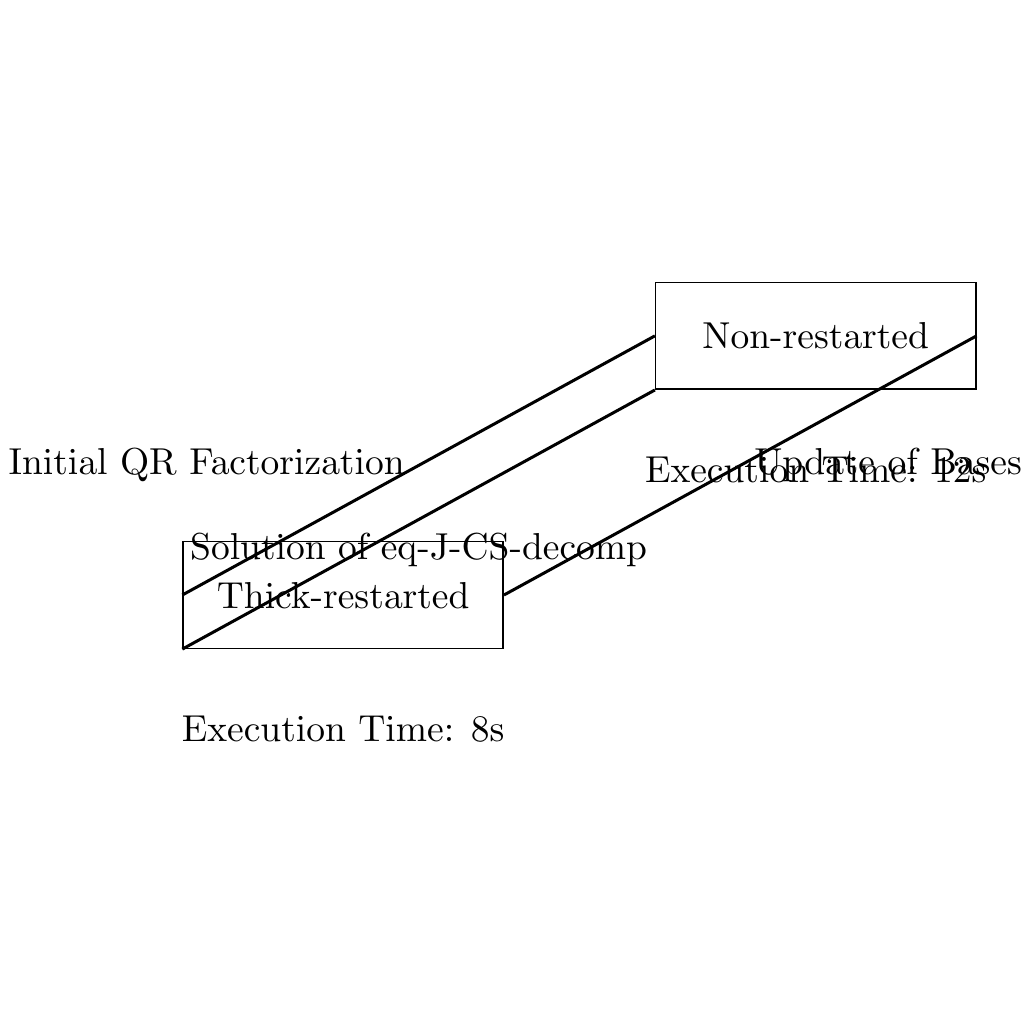 Non-restarted
Initial QR Factorization
Update of Bases
Execution Time: 12s
Solution of eq-J-CS-decomp
Thick-restarted
Execution Time: 8s